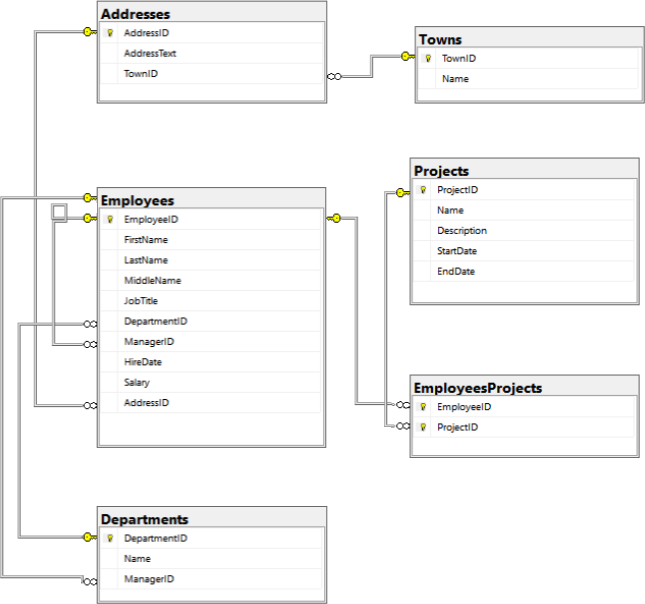 Addresses
AddressID
AddressText
TownID
Towns
TownID
Name
Projects
ProjectID
Name
Description
StartDate
EndDate
Employees
EmployeeID
FirstName
LastName
MiddleName
JobTitle
DepartmentID
ManagerID
HireDate
Salary
AddressID
EmployeesProjects
EmployeeID
ProjectID
Departments
DepartmentID
Name
ManagerID